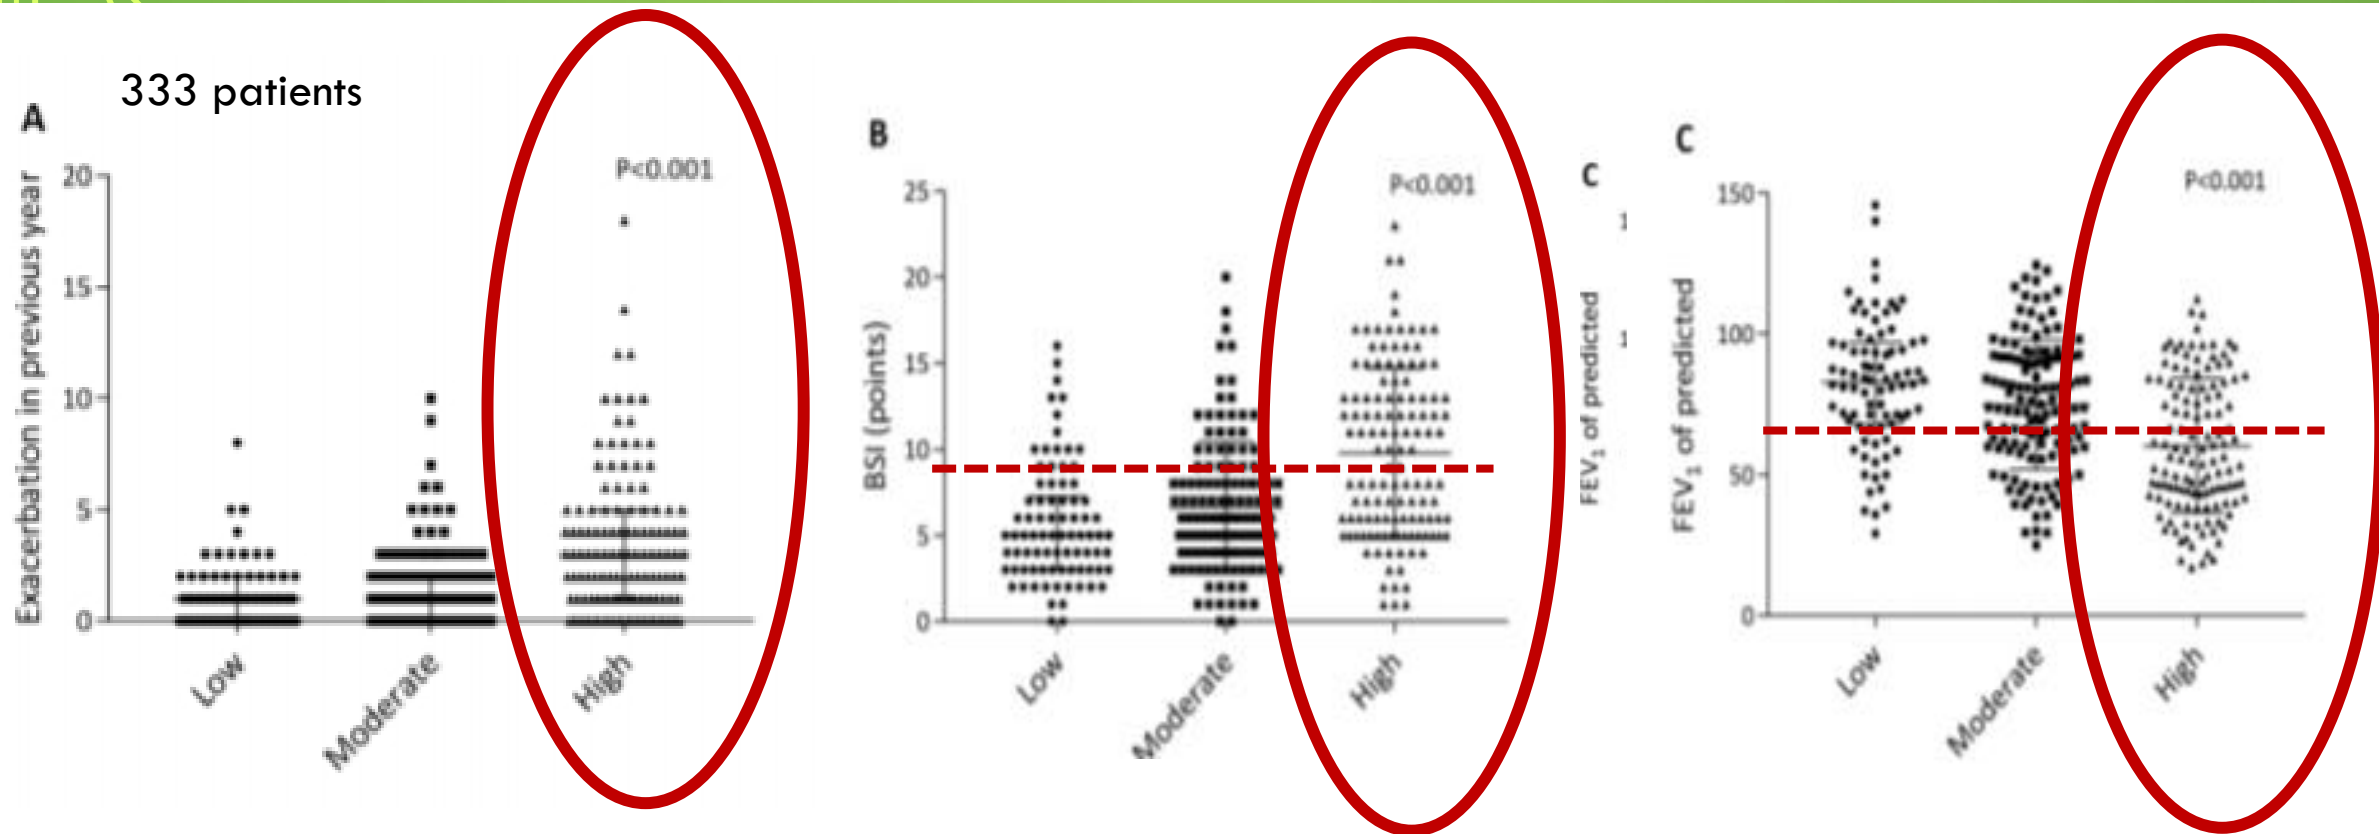 333 patients
A
Exacerbation in previous year
20
15
10
5
0
P<0.001
Low
Moderate
High
B
BSI (points)
25
20
15
10
5
0
P<0.001
Low
Moderate
High
C
FEV1 of predicted
C
FEV1 of predicted
150
100
50
0
P<0.001
Low
Moderate
High